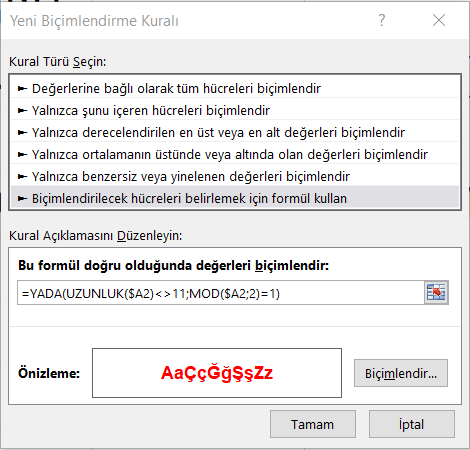 Yeni Biçimlendirme Kuralı
Kural Türü Seçin:
► Değerlerine bağlı olarak tüm hücreleri biçimlendir
► Yalnızca şunu içeren hücreleri biçimlendir
► Yalnızca derecelendirilen en üst veya en alt değerleri biçimlendir
► Yalnızca ortalamanın üstünde veya altında olan değerleri biçimlendir
► Yalnızca benzersiz veya yinelenen değerleri biçimlendir
► Biçimlendirilecek hücreleri belirlemek için formül kullan
Kural Açıklamasını Düzenleyin:
Bu formül doğru olduğunda değerleri biçimlendir:
=YADA(UZUNLUK($A2)<>11;MOD($A2;2)=1)
Önizleme: AaÇçĞğŞşZz Biçimlendir...
Tamam İptal